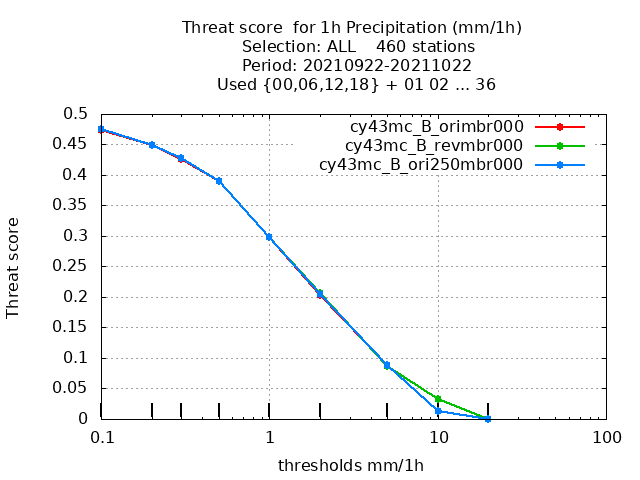 Threat score  for 1h Precipitation (mm/1h)
Selection: ALL    460 stations
Period: 20210922-20211022
Used {00,06,12,18} + 01 02 ... 36
cy43mc_B_orimbr000
cy43mc_B_revmbr000
cy43mc_B_ori250mbr000
Threat score
0.5
0.45
0.4
0.35
0.3
0.25
0.2
0.15
0.1
0.05
0
0.1 1 10 100
thresholds mm/1h